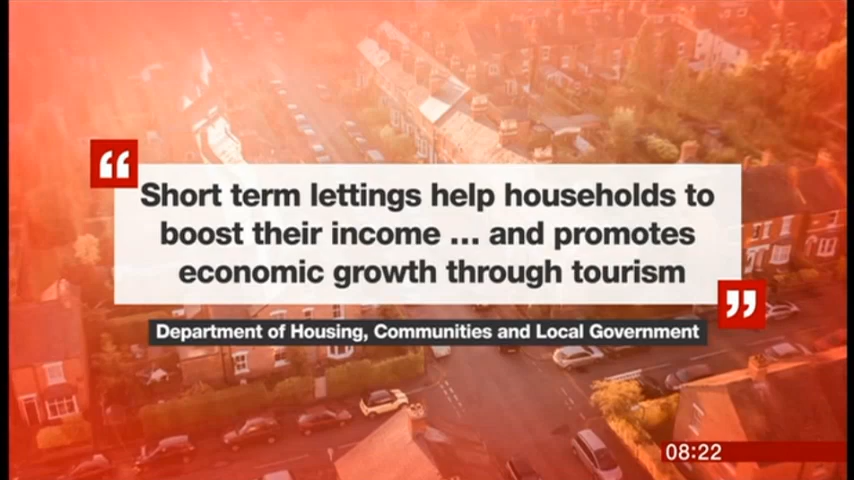 “
Short term lettings help households to
boost their income ... and promotes
economic growth through tourism
”
Department of Housing, Communities and Local Government
08:22